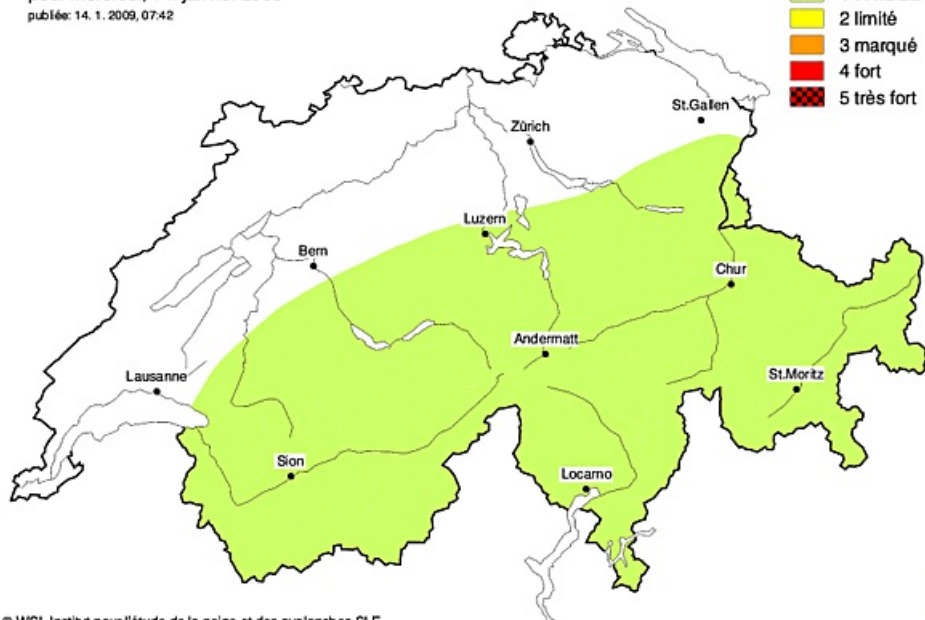 publiée: 14. 1. 2009, 07:42
2 limité
3 marqué
4 fort
5 très fort
St.Gallen
Zürich
Luzern
Bern
Chur
Andermatt
Lausanne
St.Moritz
Sion
Locarno